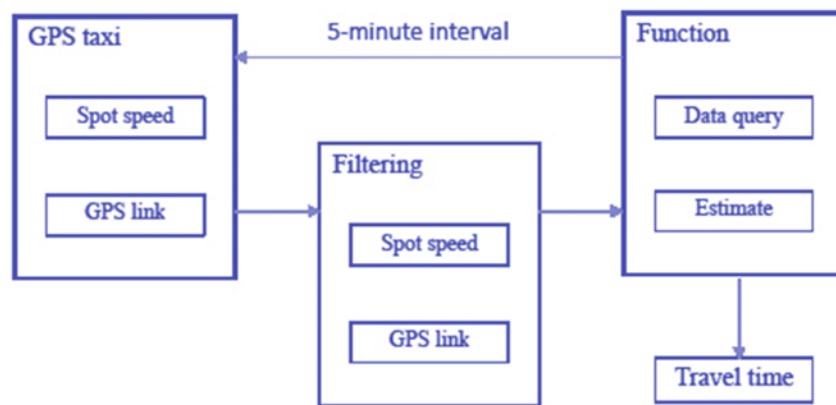 GPS taxi
Spot speed
GPS link
5-minute interval
Filtering
Spot speed
GPS link
Function
Data query
Estimate
Travel time